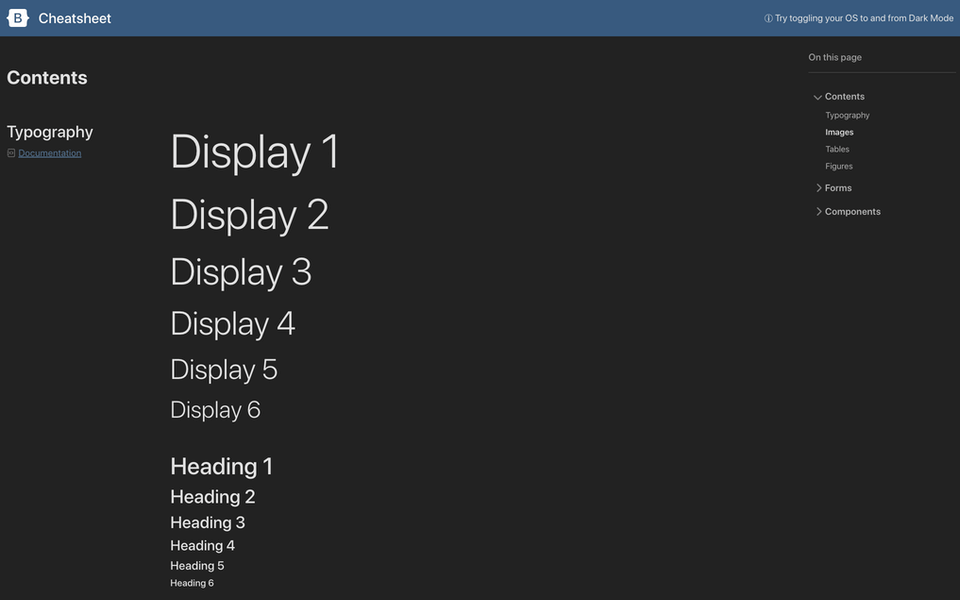 B Cheatsheet
Try toggling your OS to and from Dark Mode
Contents
Typography
Documentation
Display 1
Display 2
Display 3
Display 4
Display 5
Display 6
Heading 1
Heading 2
Heading 3
Heading 4
Heading 5
Heading 6
On this page
Contents
Typography
Images
Tables
Figures
Forms
Components